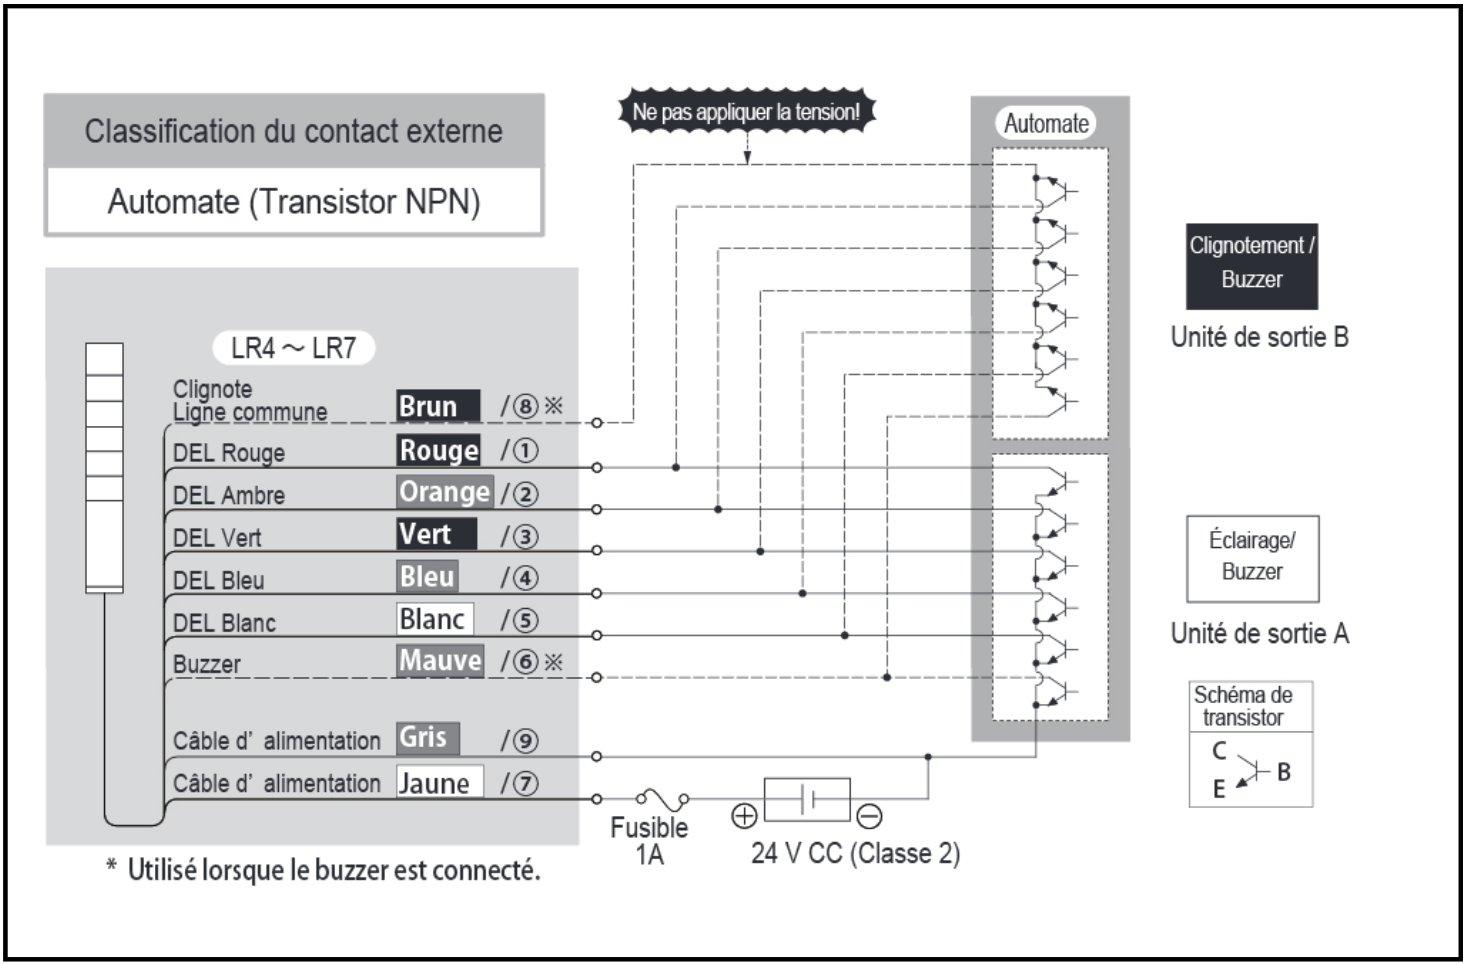 Classification du contact externe
Automate (Transistor NPN)
Ne pas appliquer la tension!
Automate
Clignotement /
Buzzer
Unité de sortie B
LR4 ～ LR7
Clignote
Ligne commune Brun /⑧※
DEL Rouge Rouge /①
DEL Ambre Orange /②
DEL Vert Vert /③
DEL Bleu Bleu /④
DEL Blanc Blanc /⑤
Buzzer Mauve /⑥※
Câble d’ alimentation Gris /⑨
Câble d’ alimentation Jaune /⑦
Fusible
1A
⊕ ⊖
24 V CC (Classe 2)
Éclairage/
Buzzer
Unité de sortie A
Schéma de
transistor
C
B
E
* Utilisé lorsque le buzzer est connecté.